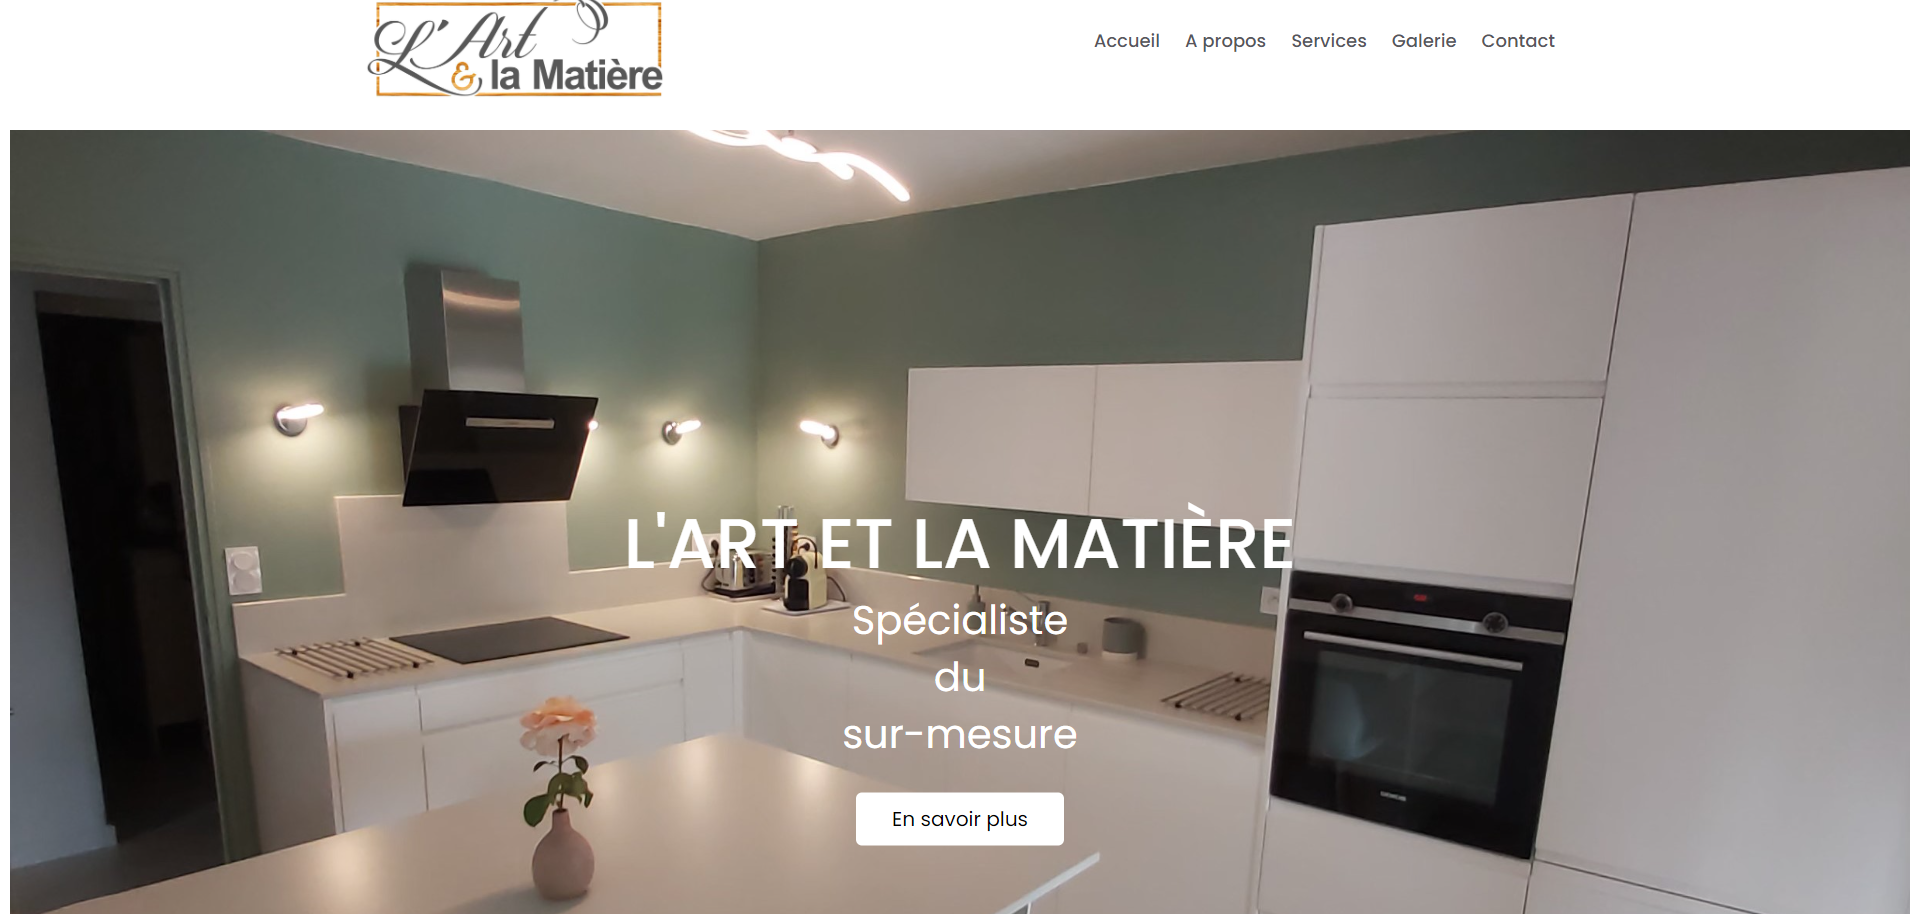 L'Art
& la Matière
Accueil A propos Services Galerie Contact
L'ART ET LA MATIÈRE
Spécialiste
du
sur-mesure
En savoir plus